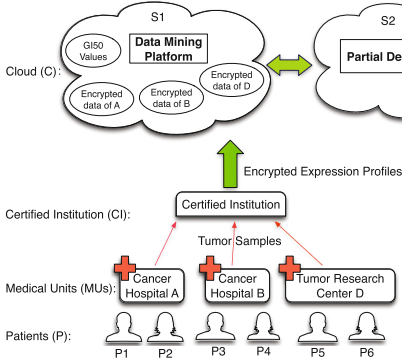 S1
S2
GI50
Values
Data Mining
Platform
Partial De
Cloud (C):
Encrypted
data of D
Encrypted
data of A
Encrypted
data of B
Encrypted Expression Profiles
Certified Institution (CI):
Certified Institution
Tumor Samples
Medical Units (MUs):
Cancer
Hospital A
Cancer
Hospital B
Tumor Research
Center D
Patients (P):
P1 P2 P3 P4 P5 P6